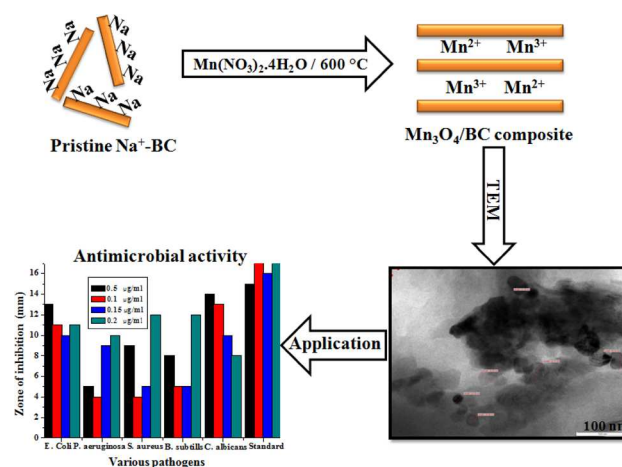 Na Na Na
Na Na Na
Na Na Na
Pristine Na⁺-BC
Mn(NO₃)₂.4H₂O / 600 °C
Mn²⁺ Mn³⁺
Mn³⁺ Mn²⁺
Mn₃O₄/BC composite
TEM
100 nm
Application
Antimicrobial activity
0.5 µg/ml
0.1 µg/ml
0.15 µg/ml
0.2 µg/ml
Zone of inhibition (mm)
16
14
12
10
8
6
4
2
0
E. Coli P. aeruginosa S. aureus B. subtills C. albicans Standard
Various pathogens